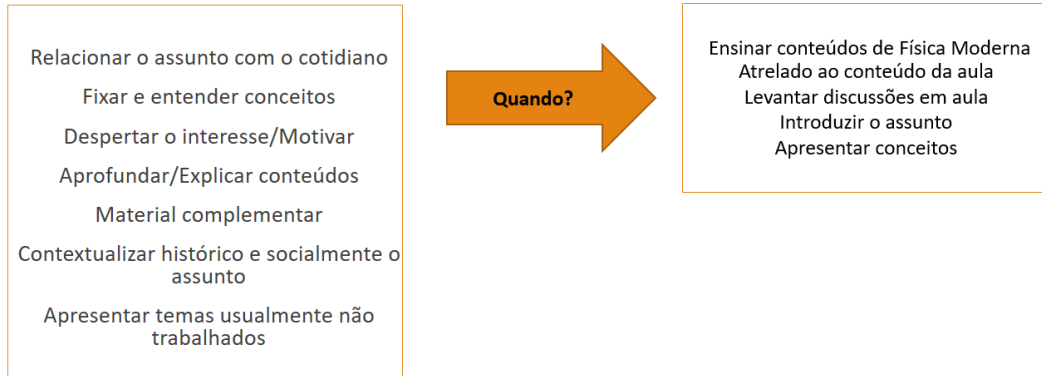 Relacionar o assunto com o cotidiano
Fixar e entender conceitos
Despertar o interesse/Motivar
Aprofundar/Explicar conteúdos
Material complementar
Contextualizar histórico e socialmente o
assunto
Apresentar temas usualmente não
trabalhados
Quando?
Ensinar conteúdos de Física Moderna
Atrelado ao conteúdo da aula
Levantar discussões em aula
Introduzir o assunto
Apresentar conceitos